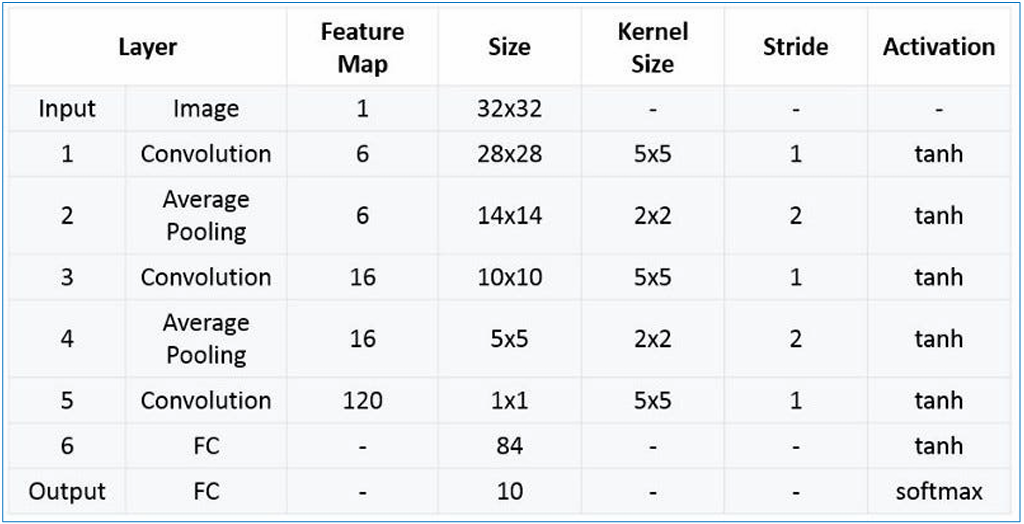 Layer Feature Map Size Kernel Size Stride Activation
Input Image 1 32x32 - - -
1 Convolution 6 28x28 5x5 1 tanh
2 Average Pooling 6 14x14 2x2 2 tanh
3 Convolution 16 10x10 5x5 1 tanh
4 Average Pooling 16 5x5 2x2 2 tanh
5 Convolution 120 1x1 5x5 1 tanh
6 FC - 84 - - tanh
Output FC - 10 - - softmax